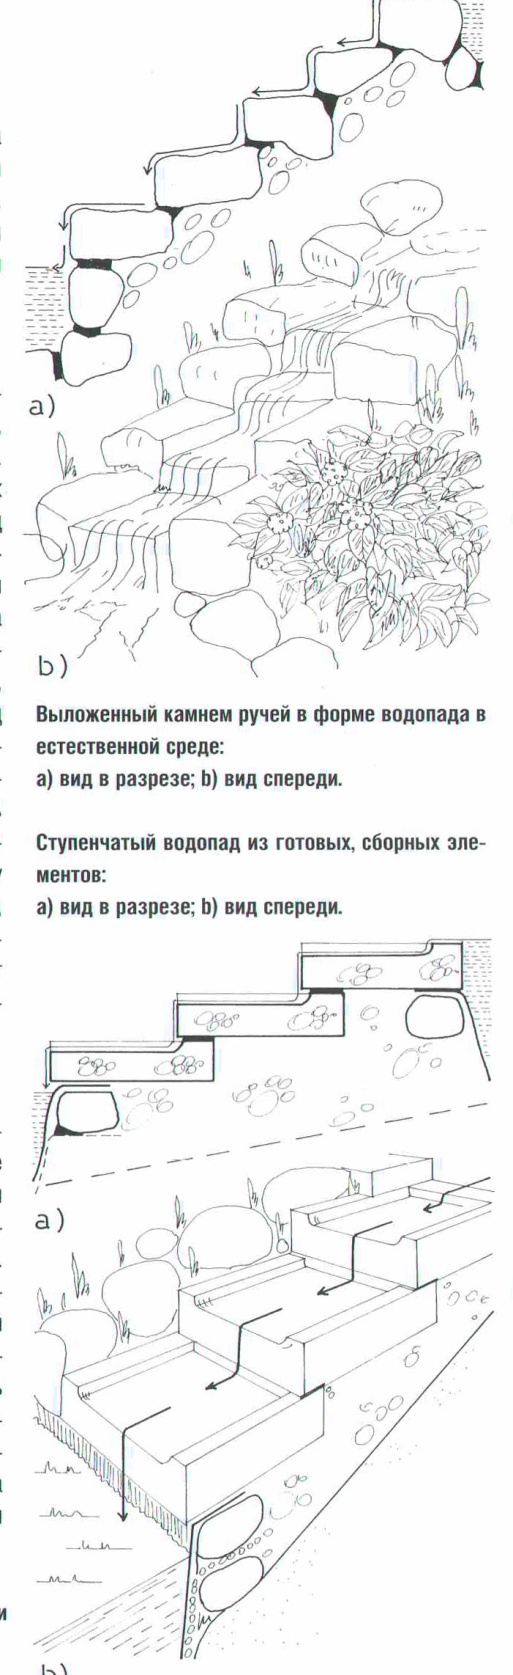 a)
b)
Выложенный камнем ручей в форме водопада в
естественной среде:
а) вид в разрезе; b) вид спереди.
Ступенчатый водопад из готовых, сборных эле-
ментов:
а) вид в разрезе; b) вид спереди.
a)
b)